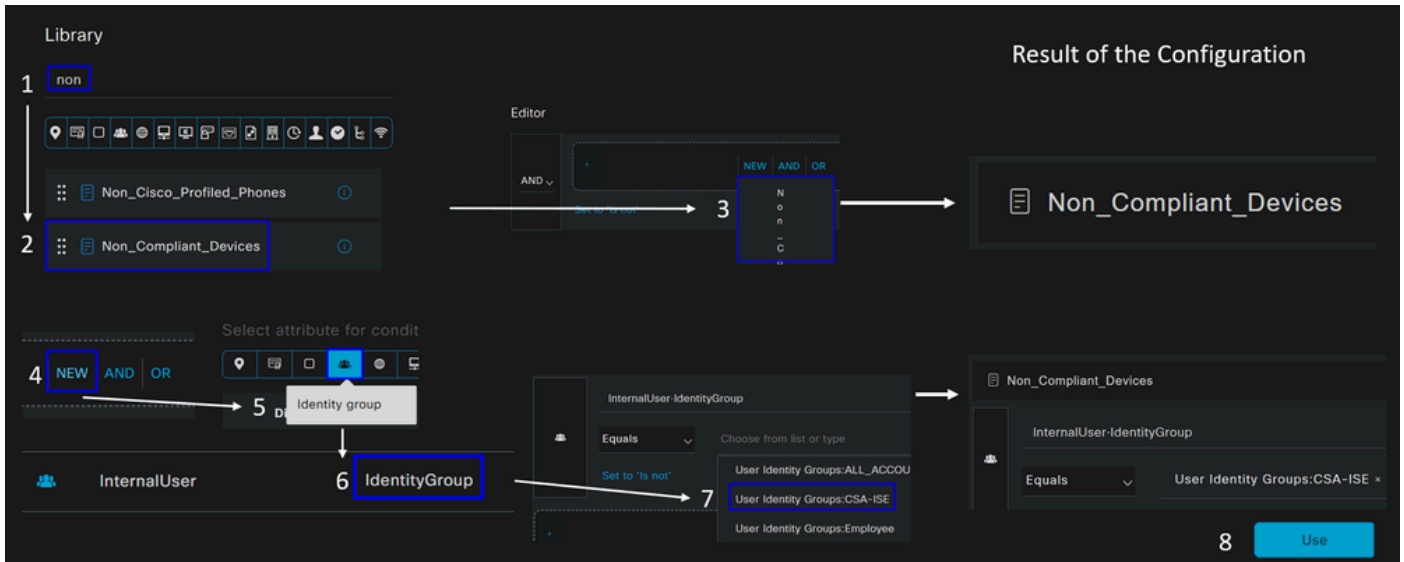 Library
Result of the Configuration
1 non
Editor
NEW AND OR
AND
Non_Cisco_Profiled_Phones
Set to 'Is not'
3
N
o
n
_
C
Non_Compliant_Devices
2 Non_Compliant_Devices
Select attribute for condit
4 NEW AND OR
5 Di
Identity group
InternalUser
6 IdentityGroup
InternalUser·IdentityGroup
Equals
Choose from list or type
Set to 'Is not'
User Identity Groups:ALL_ACCOU
7 User Identity Groups:CSA-ISE
User Identity Groups:Employee
Non_Compliant_Devices
InternalUser·IdentityGroup
Equals
User Identity Groups:CSA-ISE ×
8 Use